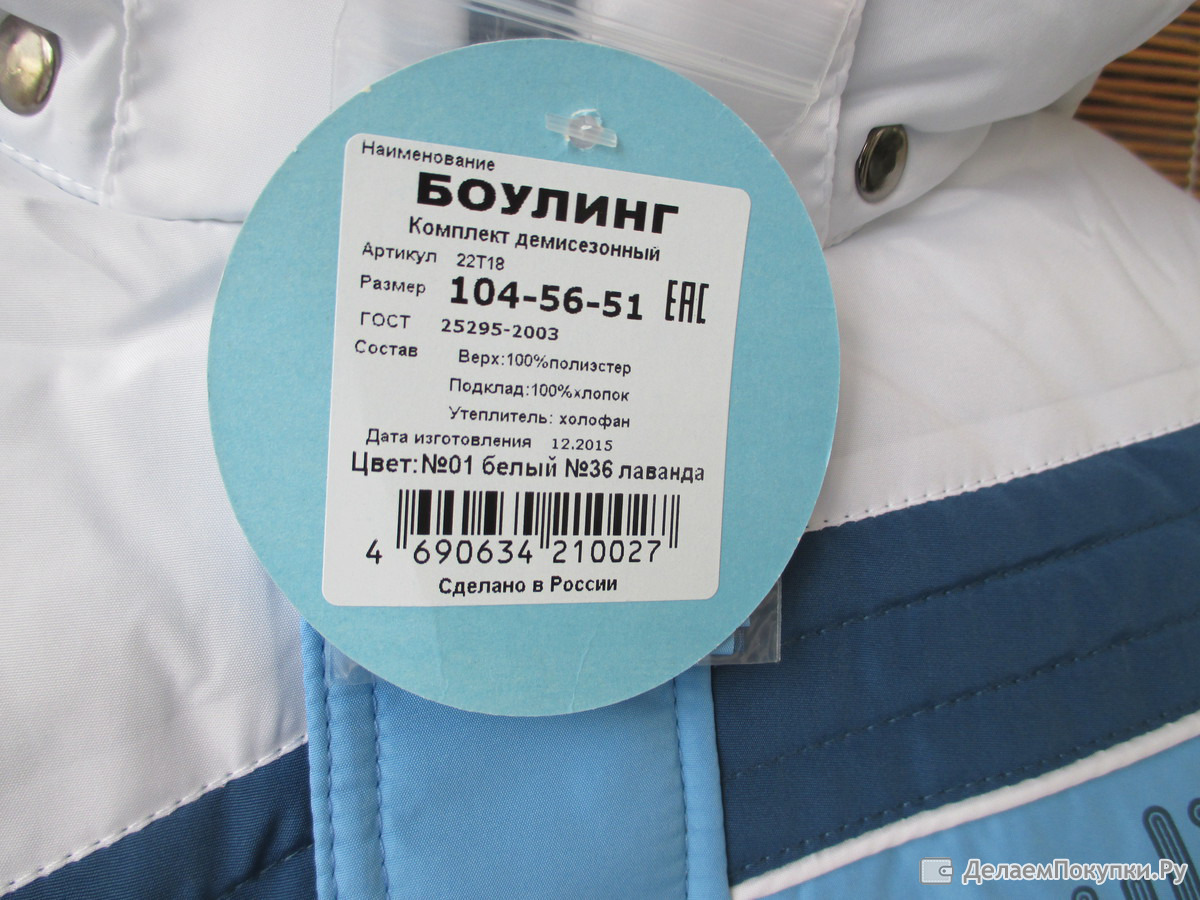 Наименование
БОУЛИНГ
Комплект демисезонный
Артикул 22Т18
Размер 104-56-51 EAC
ГОСТ 25295-2003
Состав Верх:100%полиэстер
Подклад:100%хлопок
Утеплитель: холофан
Дата изготовления 12.2015
Цвет:№01 белый №36 лаванда
4 690634 210027
Сделано в России
ДелаемПокупки.Ру